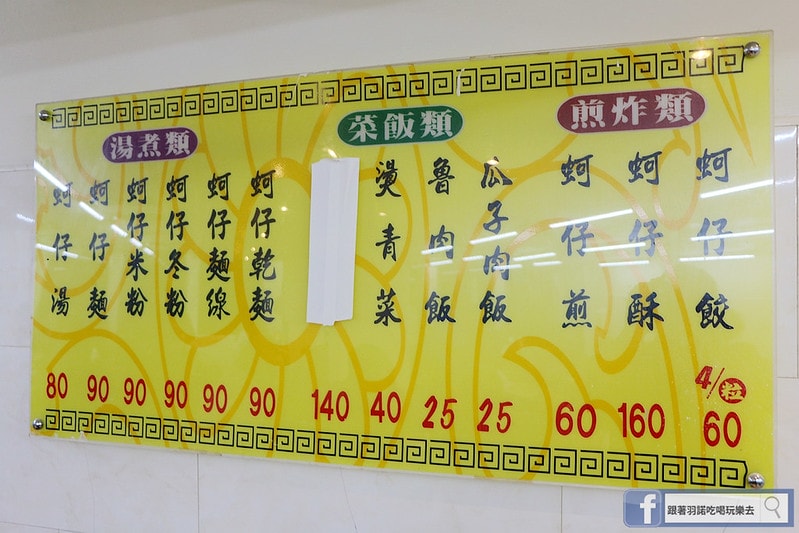 煎炸類
蚵仔餃 4/粒 60
蚵仔酥 160
蚵仔煎 60
菜飯類
瓜子肉飯 25
魯肉飯 25
燙青菜 40
140
湯煮類
蚵仔乾麵 90
蚵仔麵線 90
蚵仔冬粉 90
蚵仔米粉 90
蚵仔麵 90
蚵仔湯 80
f 跟著羽諾吃喝玩樂去